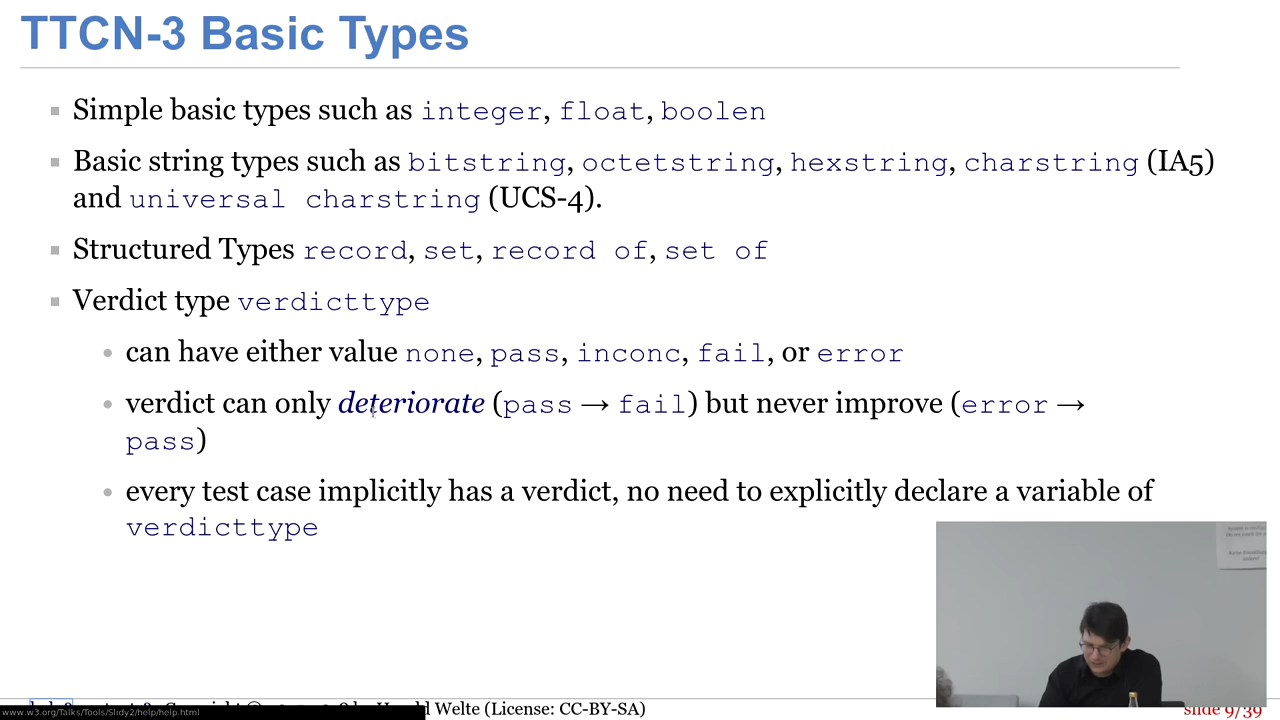 TTCN-3 Basic Types
Simple basic types such as integer, float, boolen
Basic string types such as bitstring, octetstring, hexstring, charstring (IA5)
and universal charstring (UCS-4).
Structured Types record, set, record of, set of
Verdict type verdicttype
can have either value none, pass, inconc, fail, or error
verdict can only deteriorate (pass → fail) but never improve (error →
pass)
every test case implicitly has a verdict, no need to explicitly declare a variable of
verdicttype
Welte (License: CC-BY-SA)
slide 9/39
www.w3.org/Talks/Tools/Slidy2/help/help.html